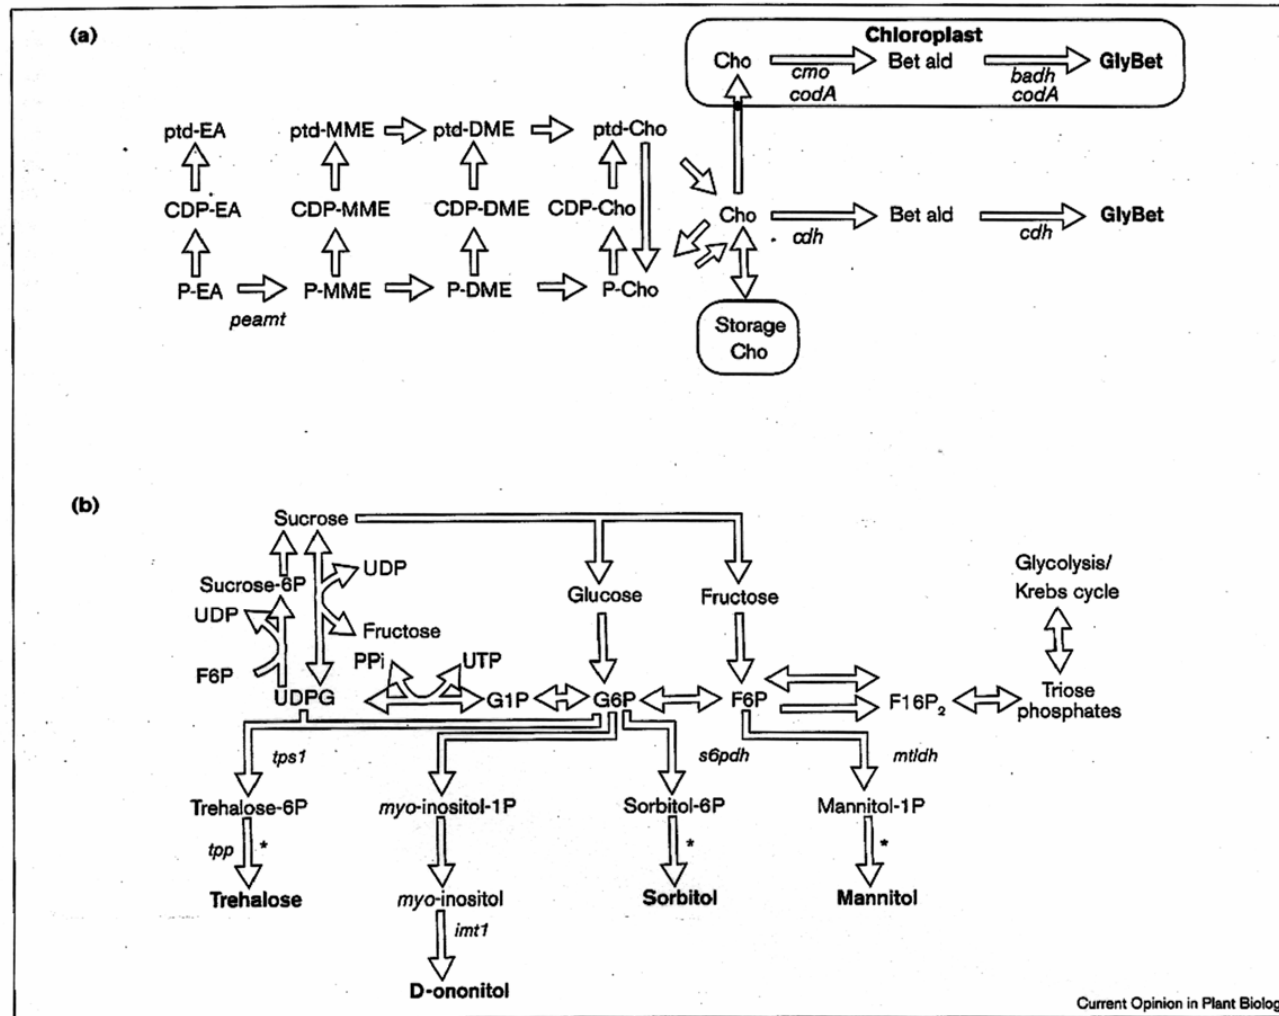 (a)
Chloroplast
Cho
cmo
codA
Bet ald
badh
codA
GlyBet
ptd-EA
ptd-MME
ptd-DME
ptd-Cho
CDP-EA
CDP-MME
CDP-DME
CDP-Cho
Cho
cdh
Bet ald
cdh
GlyBet
P-EA
peamt
P-MME
P-DME
P-Cho
Storage
Cho
(b)
Sucrose
Sucrose-6P
UDP
UDP
Fructose
F6P
UDPG
PPi
UTP
Glucose
Fructose
Glycolysis/
Krebs cycle
G1P
G6P
F6P
F16P₂
Triose
phosphates
tps1
s6pdh
mtldh
Trehalose-6P
myo-inositol-1P
Sorbitol-6P
Mannitol-1P
tpp
*
*
*
Trehalose
myo-inositol
Sorbitol
Mannitol
imt1
D-ononitol
Current Opinion in Plant Biolog